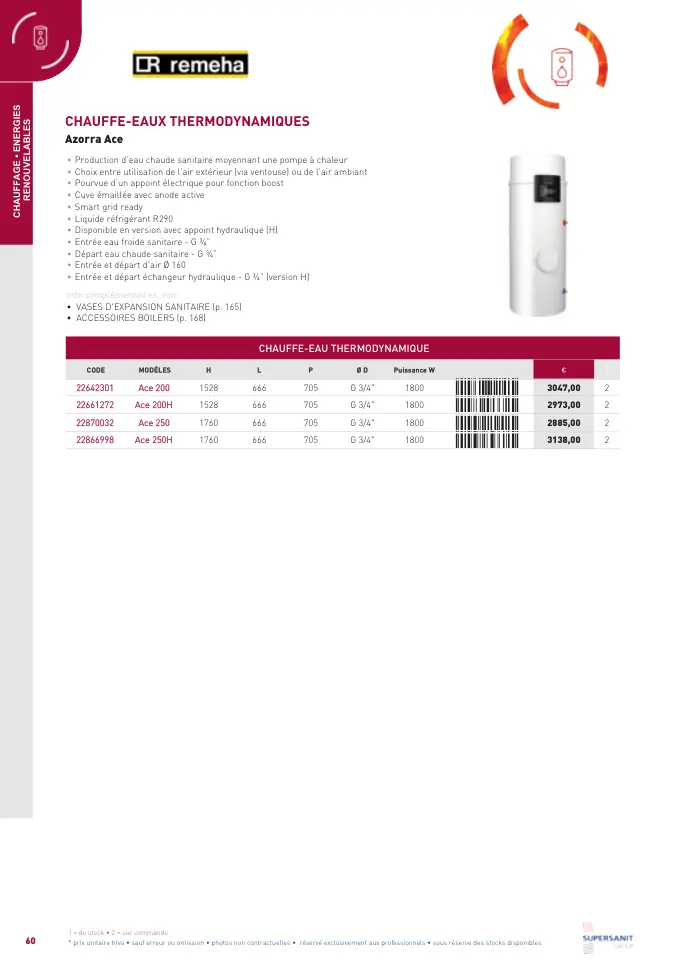 remeha
CHAUFFAGE • ENERGIES
RENOUVELABLES
CHAUFFE-EAUX THERMODYNAMIQUES
Azorra Ace
• Production d'eau chaude sanitaire moyennant une pompe à chaleur
• Choix entre utilisation de l'air extérieur (via ventouse) ou de l'air ambiant
• Pourvue d'un appoint électrique pour fonction boost
• Cuve émaillée avec anode active
• Smart grid ready
• Liquide réfrigérant R290
• Disponible en version avec appoint hydraulique (H)
• Entrée eau froide sanitaire - G ¾"
• Départ eau chaude sanitaire - G ¾"
• Entrée et départ d'air Ø 160
• Entrée et départ échangeur hydraulique - G ¾" (version H)
Info complémentaires, voir:
• VASES D'EXPANSION SANITAIRE (p. 165)
• ACCESSOIRES BOILERS (p. 168)
CHAUFFE-EAU THERMODYNAMIQUE
CODE MODÈLES H L P Ø D Puissance W €
22642301 Ace 200 1528 666 705 G 3/4" 1800 3047,00 2
22661272 Ace 200H 1528 666 705 G 3/4" 1800 2973,00 2
22870032 Ace 250 1760 666 705 G 3/4" 1800 2885,00 2
22866998 Ace 250H 1760 666 705 G 3/4" 1800 3138,00 2
1 = de stock • 2 = sur commande
60
* prix unitaire htva • sauf erreur ou omission • photos non contractuelles • réservé exclusivement aux professionnels • sous réserve des stocks disponibles
SUPERSANIT
GROUP